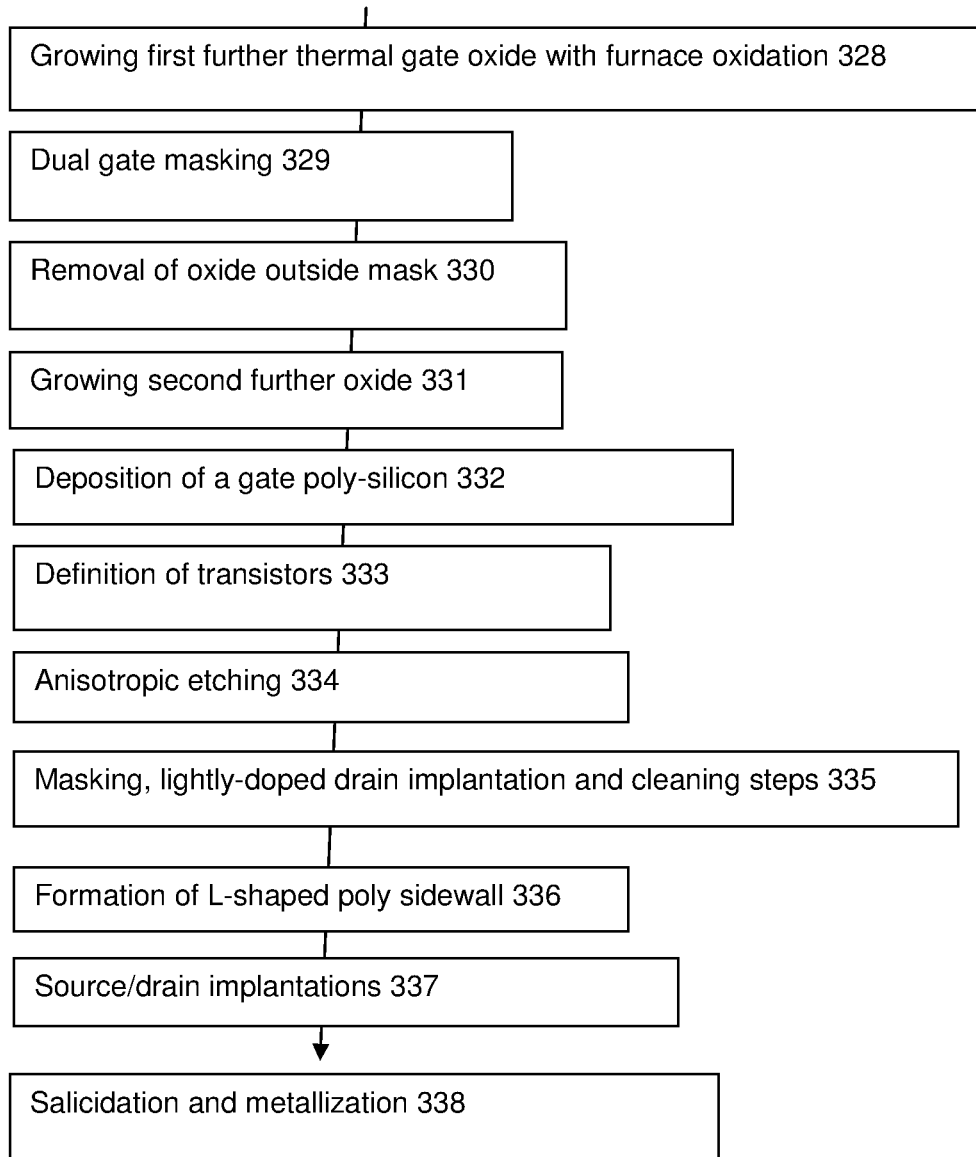 Growing first further thermal gate oxide with furnace oxidation 328
Dual gate masking 329
Removal of oxide outside mask 330
Growing second further oxide 331
Deposition of a gate poly-silicon 332
Definition of transistors 333
Anisotropic etching 334
Masking, lightly-doped drain implantation and cleaning steps 335
Formation of L-shaped poly sidewall 336
Source/drain implantations 337
Salicidation and metallization 338